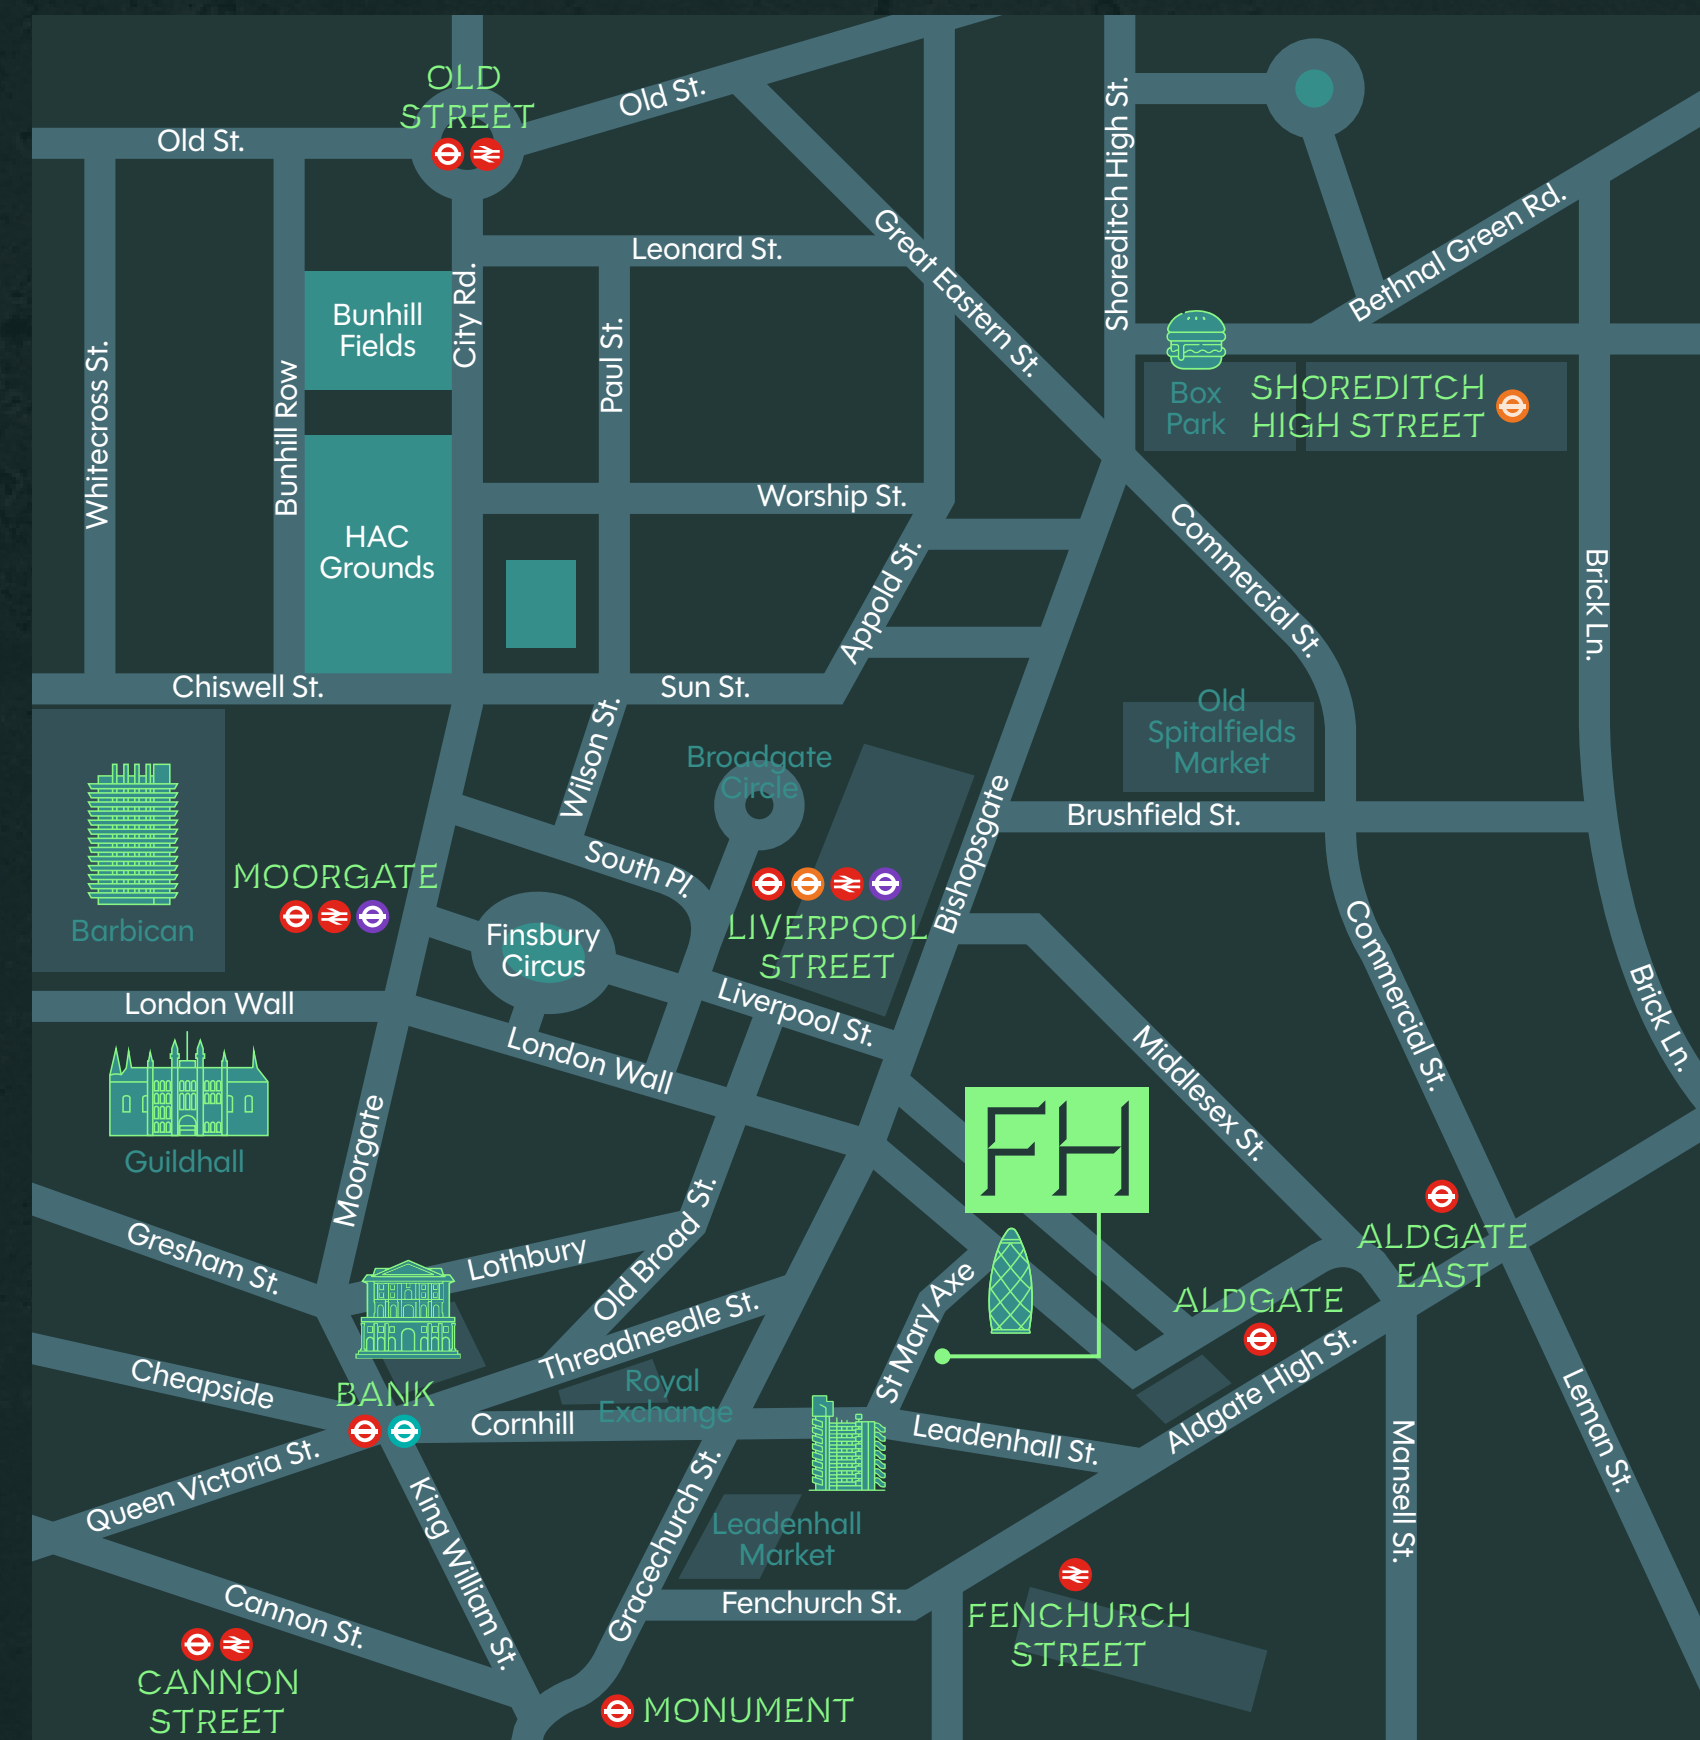 OLD
STREET
Old St.
Old St.
Shoreditch High St.
Great Eastern St.
Leonard St.
Bethnal Green Rd.
City Rd.
Bunhill
Fields
Paul St.
Whitecross St.
Bunhill Row
Box
Park
SHOREDITCH
HIGH STREET
Worship St.
HAC
Grounds
Commercial St.
Appold St.
Brick Ln.
Chiswell St.
Sun St.
Wilson St.
Old
Spitalfields
Market
Broadgate
Circle
Brushfield St.
Bishopsgate
South Pl.
MOORGATE
Barbican
LIVERPOOL
STREET
Finsbury
Circus
Commercial St.
Brick Ln.
London Wall
Liverpool St.
London Wall
Middlesex St.
Guildhall
Moorgate
FH
Old Broad St.
Gresham St.
Lothbury
ALDGATE
EAST
St Mary Axe
ALDGATE
Threadneedle St.
Cheapside
BANK
Royal
Exchange
Cornhill
Leadenhall St.
Aldgate High St.
Leman St.
Mansell St.
Queen Victoria St.
King William St.
Gracechurch St.
Leadenhall
Market
Fenchurch St.
FENCHURCH
STREET
Cannon St.
CANNON
STREET
MONUMENT